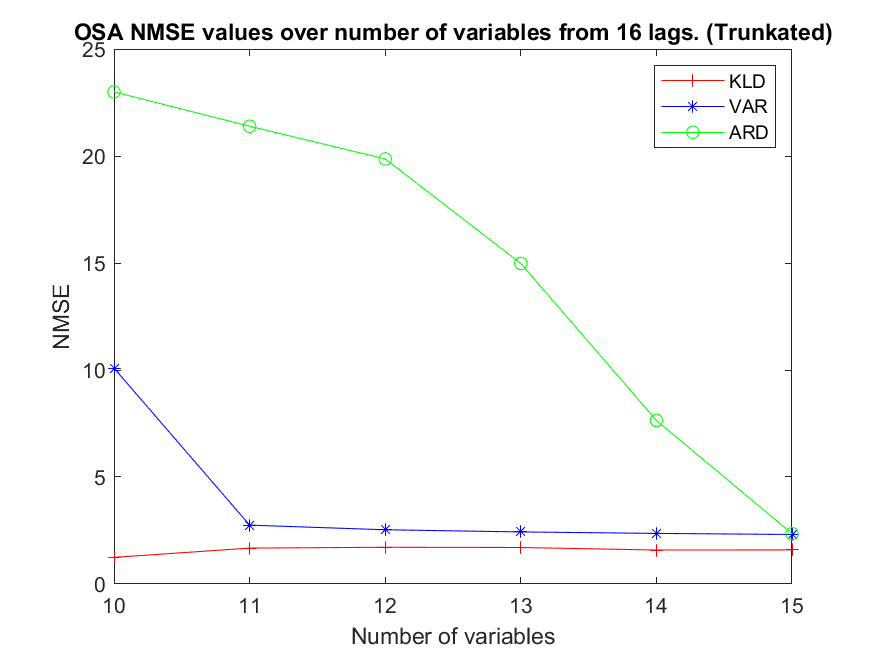 OSA NMSE values over number of variables from 16 lags. (Trunkated)
25
20
15
10
5
0
NMSE
KLD
VAR
ARD
10 11 12 13 14 15
Number of variables